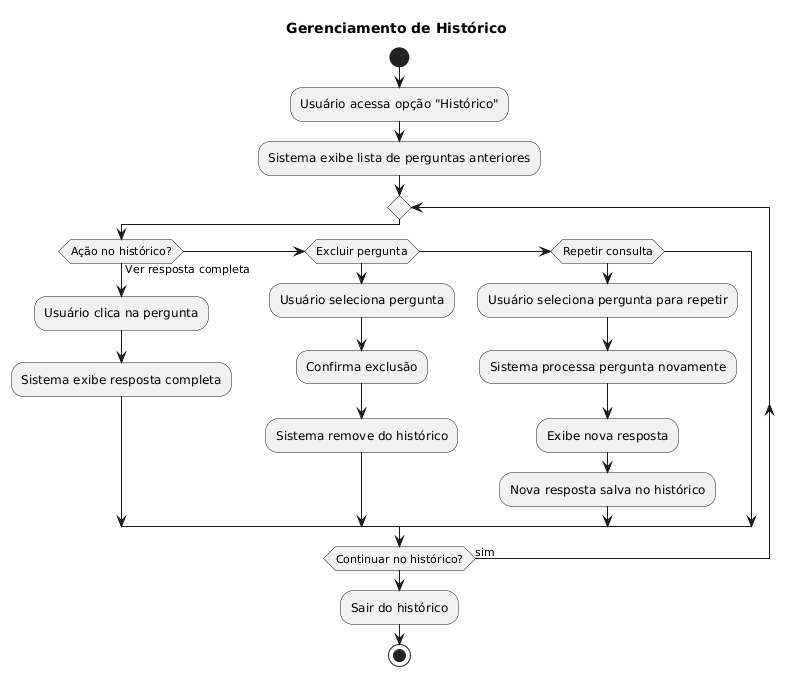 Gerenciamento de Histórico
Usuário acessa opção "Histórico"
Sistema exibe lista de perguntas anteriores
Ação no histórico?
Ver resposta completa
Usuário clica na pergunta
Sistema exibe resposta completa
Excluir pergunta
Usuário seleciona pergunta
Confirma exclusão
Sistema remove do histórico
Repetir consulta
Usuário seleciona pergunta para repetir
Sistema processa pergunta novamente
Exibe nova resposta
Nova resposta salva no histórico
Continuar no histórico?
sim
Sair do histórico